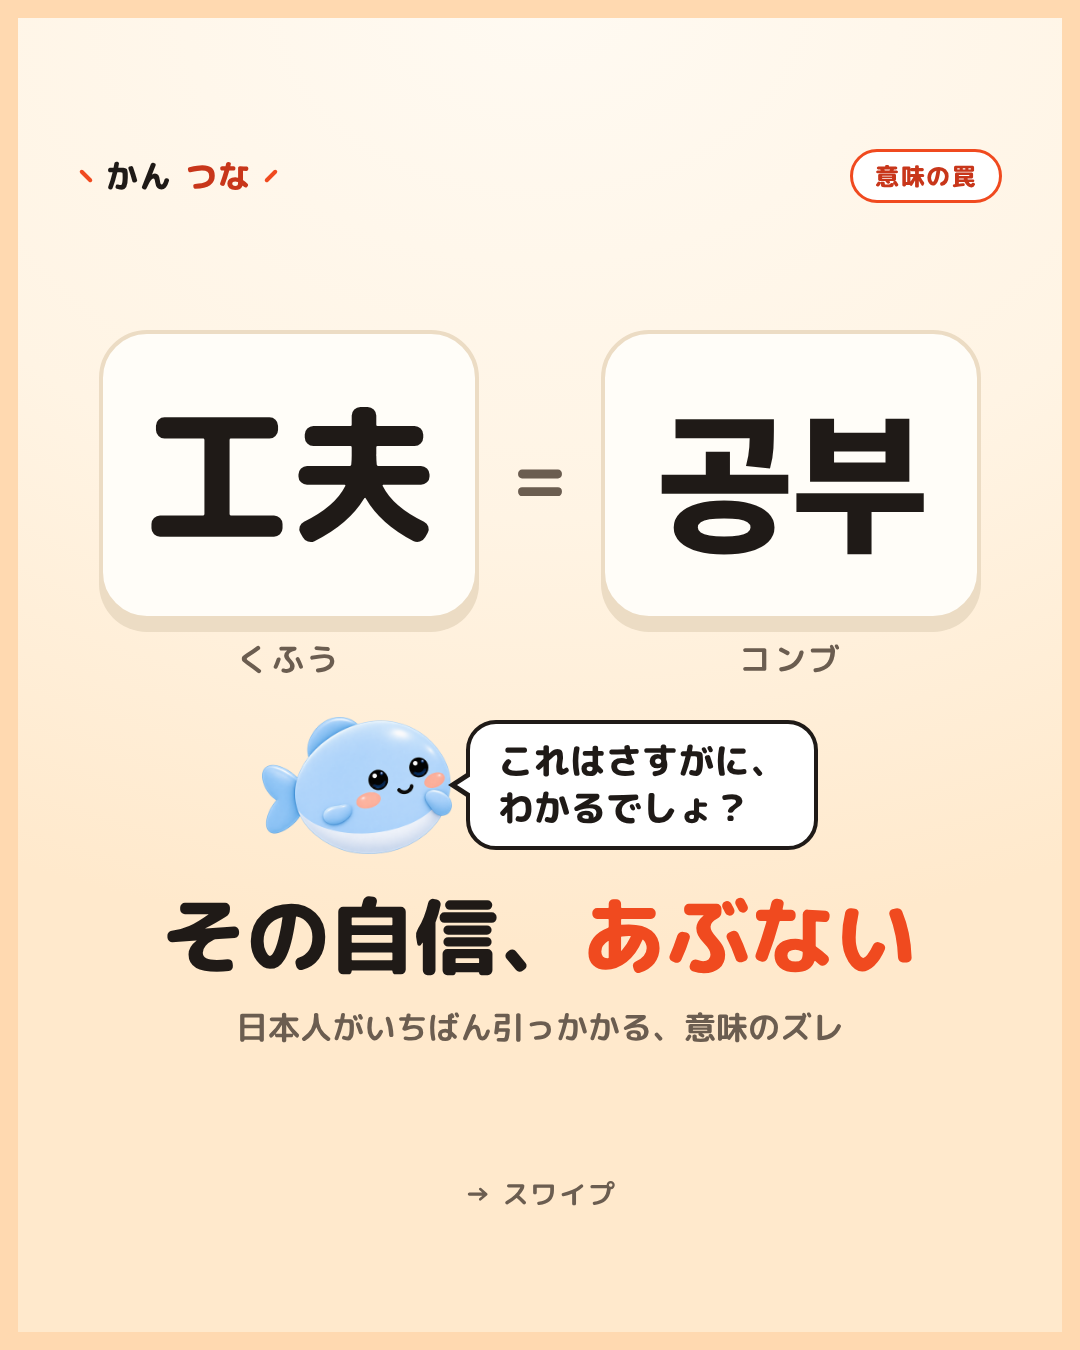 かん つな
意味の罠
工夫 = 공부
くふう
コンブ
これはさすがに、
わかるでしょ？
その自信、あぶない
日本人がいちばん引っかかる、意味のズレ
→ スワイプ